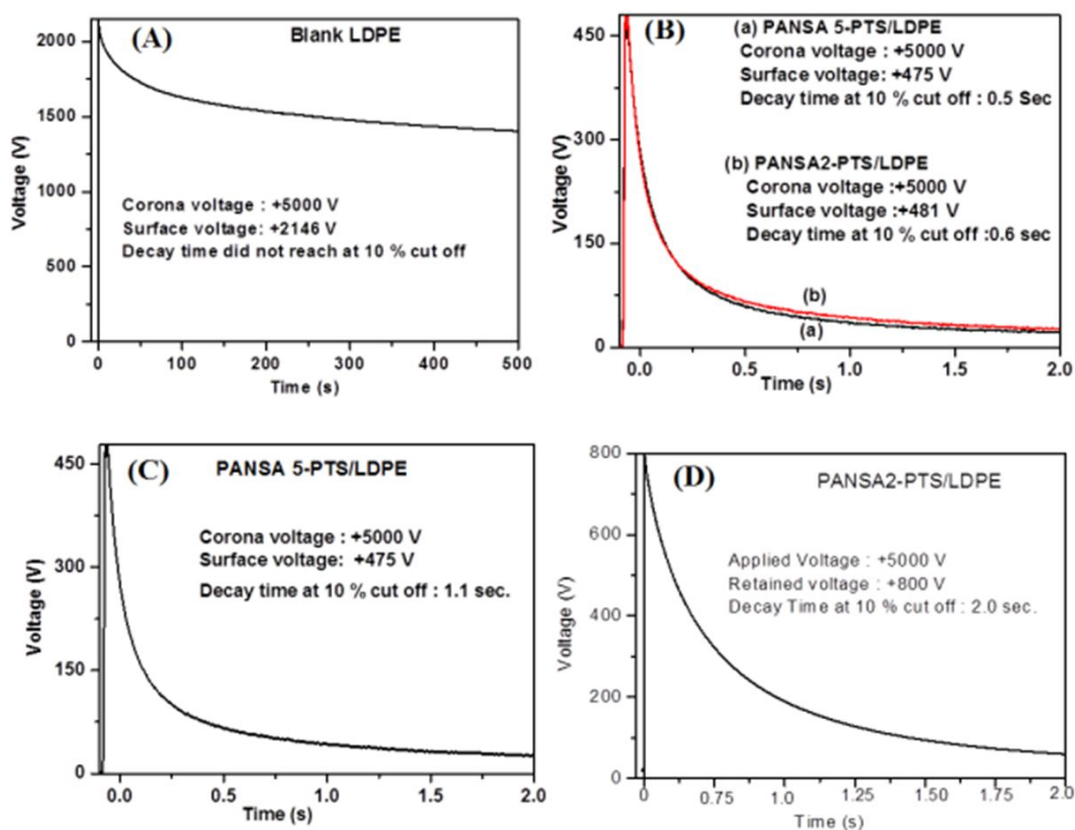 (A)
Blank LDPE
Voltage (V)
2000
1500
1000
500
0
Corona voltage : +5000 V
Surface voltage: +2146 V
Decay time did not reach at 10 % cut off
0 100 200 300 400 500
Time (s)
(B)
(a) PANSA 5-PTS/LDPE
Corona voltage : +5000 V
Surface voltage: +475 V
Decay time at 10 % cut off : 0.5 Sec
(b) PANSA2-PTS/LDPE
Corona voltage :+5000 V
Surface voltage :+481 V
Decay time at 10 % cut off :0.6 sec
Voltage (V)
450
300
150
0
(b)
(a)
0.0 0.5 1.0 1.5 2.0
Time (s)
(C)
PANSA 5-PTS/LDPE
Corona voltage : +5000 V
Surface voltage: +475 V
Decay time at 10 % cut off : 1.1 sec.
Voltage (V)
450
300
150
0
0.0 0.5 1.0 1.5 2.0
Time (s)
(D)
PANSA2-PTS/LDPE
Applied Voltage : +5000 V
Retained voltage : +800 V
Decay Time at 10 % cut off : 2.0 sec.
Voltage (V)
800
600
400
200
0
0 0.75 1.00 1.25 1.50 1.75 2.0
Time (s)